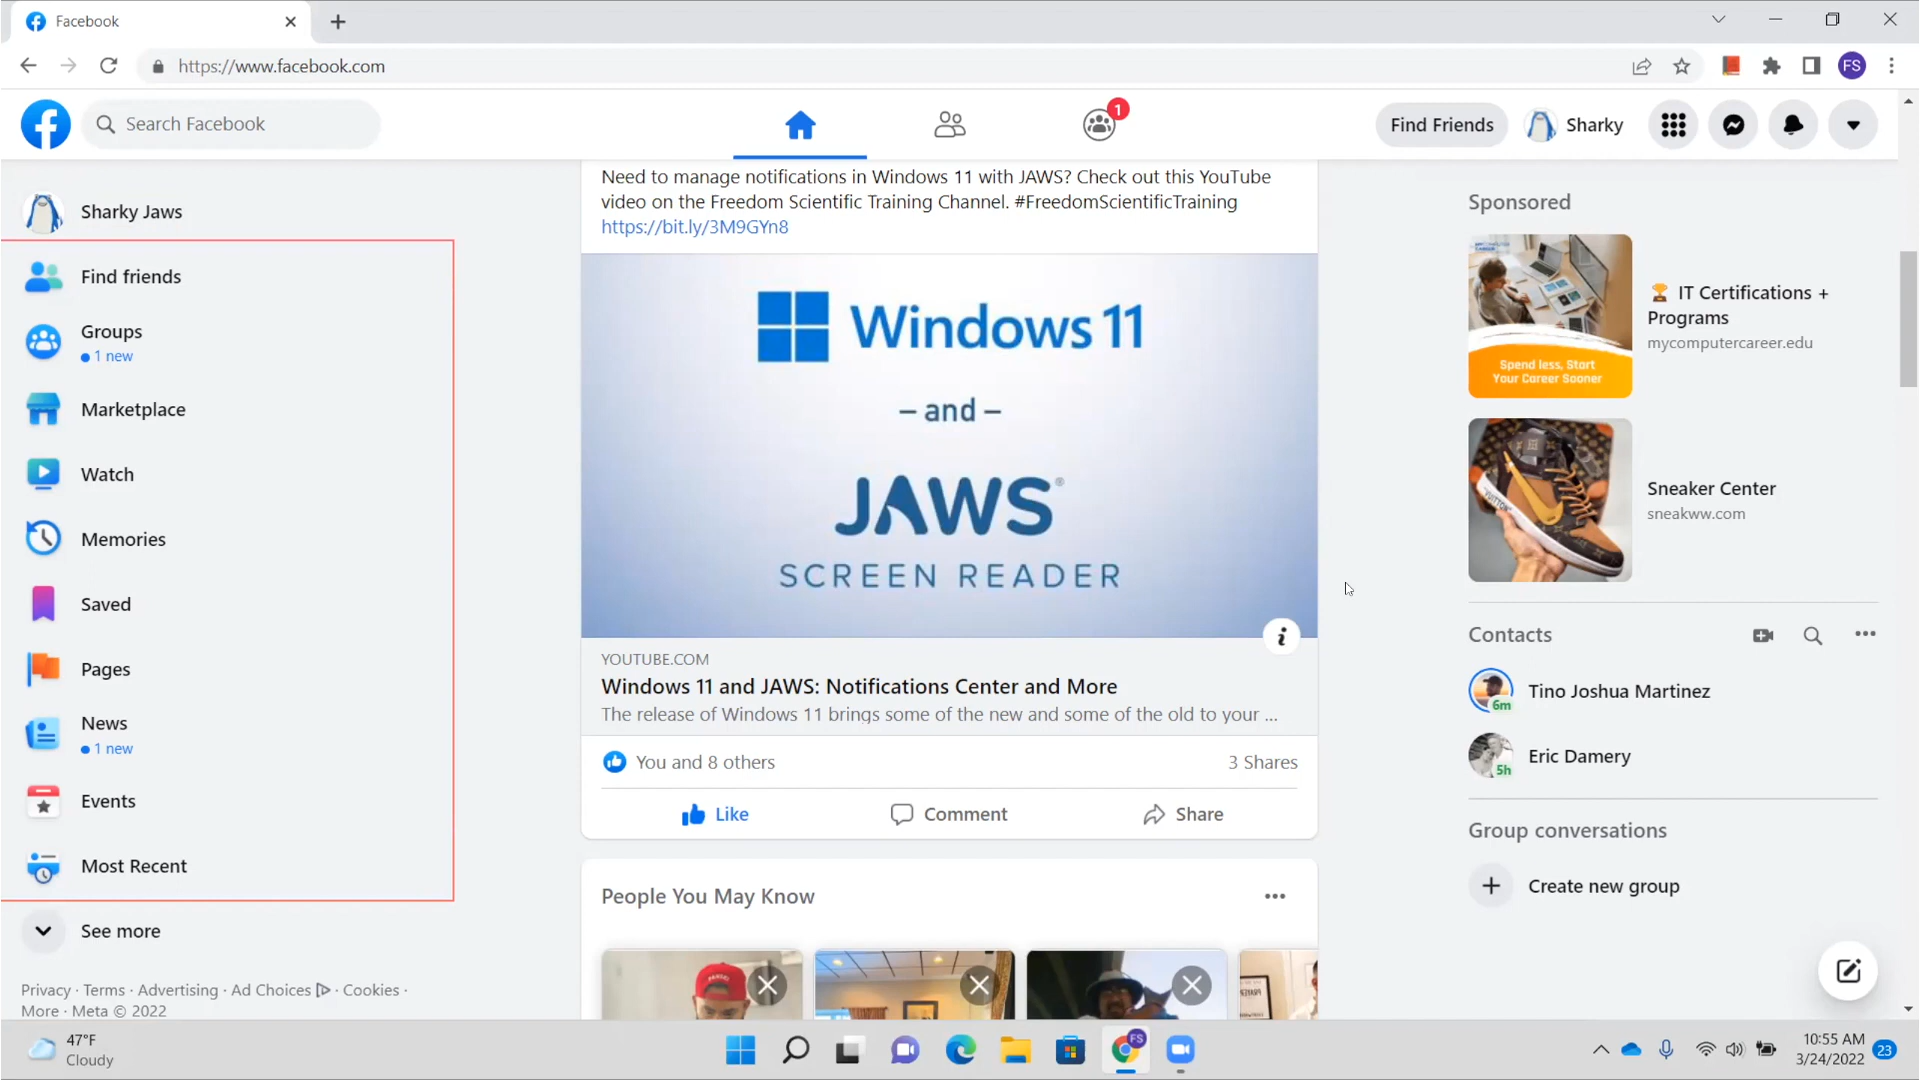 Facebook
https://www.facebook.com
FS
Search Facebook
1
Find Friends
Sharky
Sharky Jaws
Find friends
Groups
1 new
Marketplace
Watch
Memories
Saved
Pages
News
1 new
Events
Most Recent
See more
Privacy · Terms · Advertising · Ad Choices · Cookies ·
More · Meta © 2022
Need to manage notifications in Windows 11 with JAWS? Check out this YouTube
video on the Freedom Scientific Training Channel. #FreedomScientificTraining
https://bit.ly/3M9GYn8
Windows 11
– and –
JAWS®
SCREEN READER
YOUTUBE.COM
Windows 11 and JAWS: Notifications Center and More
The release of Windows 11 brings some of the new and some of the old to your ...
You and 8 others
3 Shares
Like
Comment
Share
People You May Know
Sponsored
Spend less, Start
Your Career Sooner
IT Certifications +
Programs
mycomputercareer.edu
Sneaker Center
sneakww.com
Contacts
Tino Joshua Martinez
6m
Eric Damery
5h
Group conversations
Create new group
47°F
Cloudy
FS
10:55 AM
3/24/2022
23